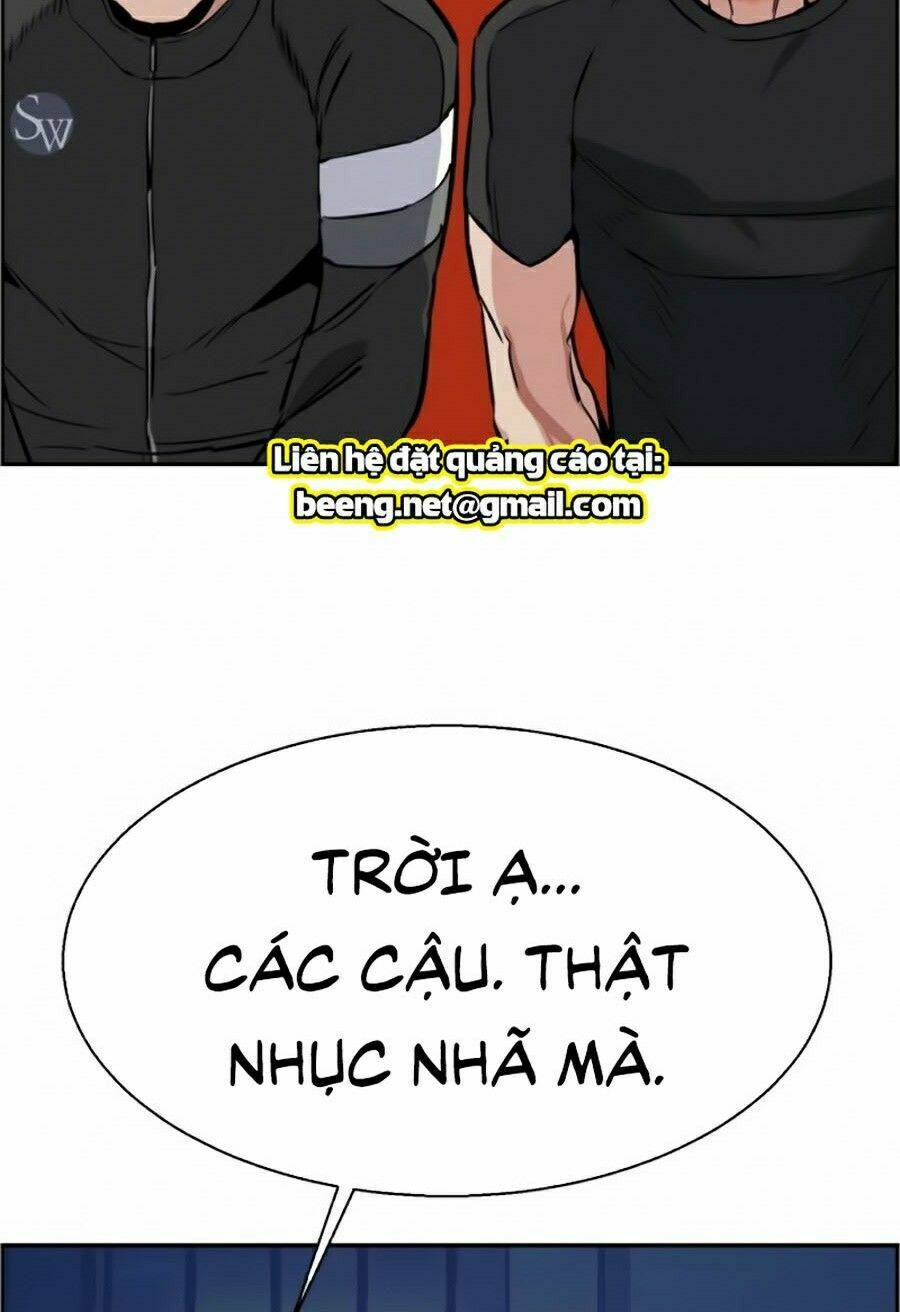 SW
Liên hệ đặt quảng cáo tại:
beeng.net@gmail.com
TRỜI Ạ...
CÁC CẬU. THẬT
NHỤC NHÃ MÀ.